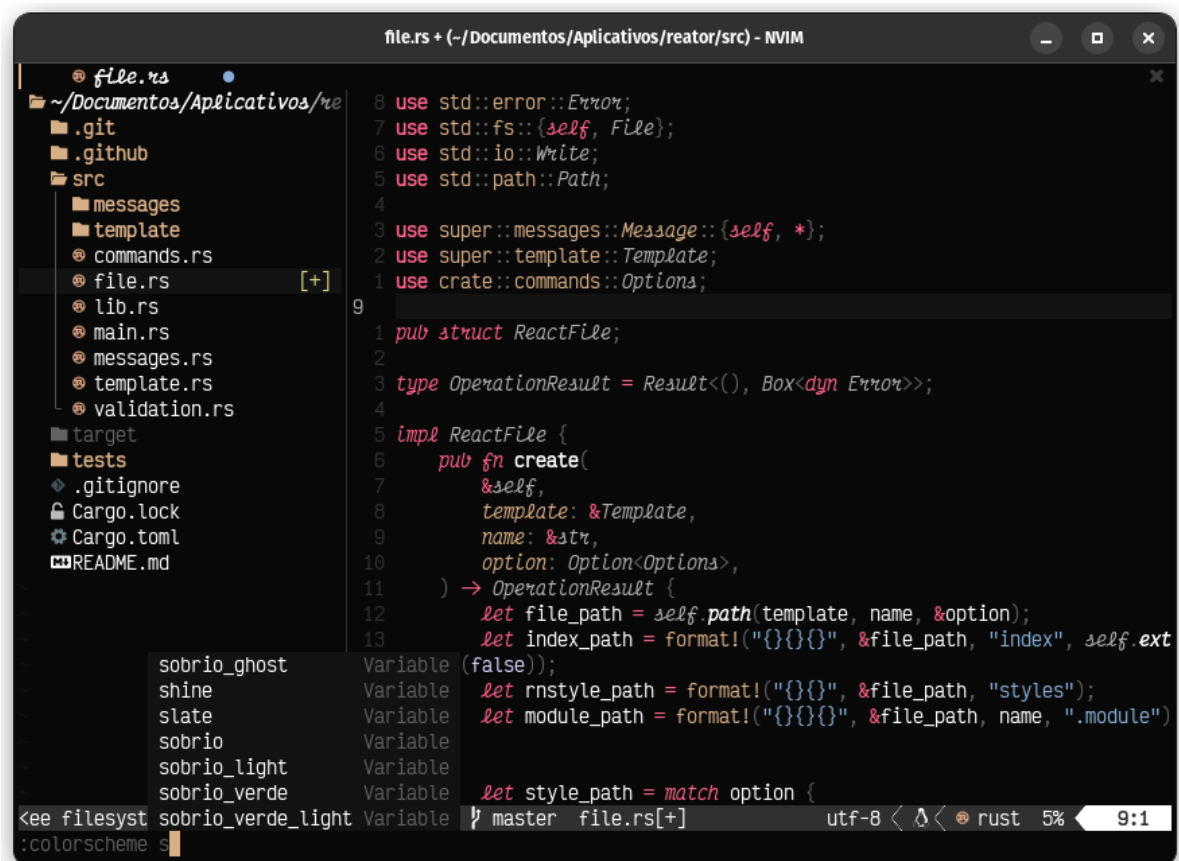 file.rs + (~/Documentos/Aplicativos/reator/src) - NVIM
file.rs
~/Documentos/Aplicativos/re
.git
.github
src
messages
template
commands.rs
file.rs [+]
lib.rs
main.rs
messages.rs
template.rs
validation.rs
target
tests
.gitignore
Cargo.lock
Cargo.toml
README.md
8 use std::error::Error;
7 use std::fs::{self, File};
6 use std::io::Write;
5 use std::path::Path;
4
3 use super::messages::Message::{self, *};
2 use super::template::Template;
1 use crate::commands::Options;
9
1 pub struct ReactFile;
2
3 type OperationResult = Result<(), Box<dyn Error>>;
4
5 impl ReactFile {
6 pub fn create(
7 &self,
8 template: &Template,
9 name: &str,
10 option: Option<Options>,
11 ) → OperationResult {
12 let file_path = self.path(template, name, &option);
13 let index_path = format!("{}{}{}", &file_path, "index", self.ext
(false));
let rnstyle_path = format!("{}{}", &file_path, "styles");
let module_path = format!("{}{}{}", &file_path, name, ".module")
let style_path = match option {
sobrio_ghost Variable
shine Variable
slate Variable
sobrio Variable
sobrio_light Variable
sobrio_verde Variable
sobrio_verde_light Variable
<ee filesyst master file.rs[+] utf-8 rust 5% 9:1
:colorscheme s